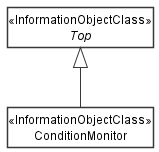 «InformationObjectClass»
Top
«InformationObjectClass»
ConditionMonitor